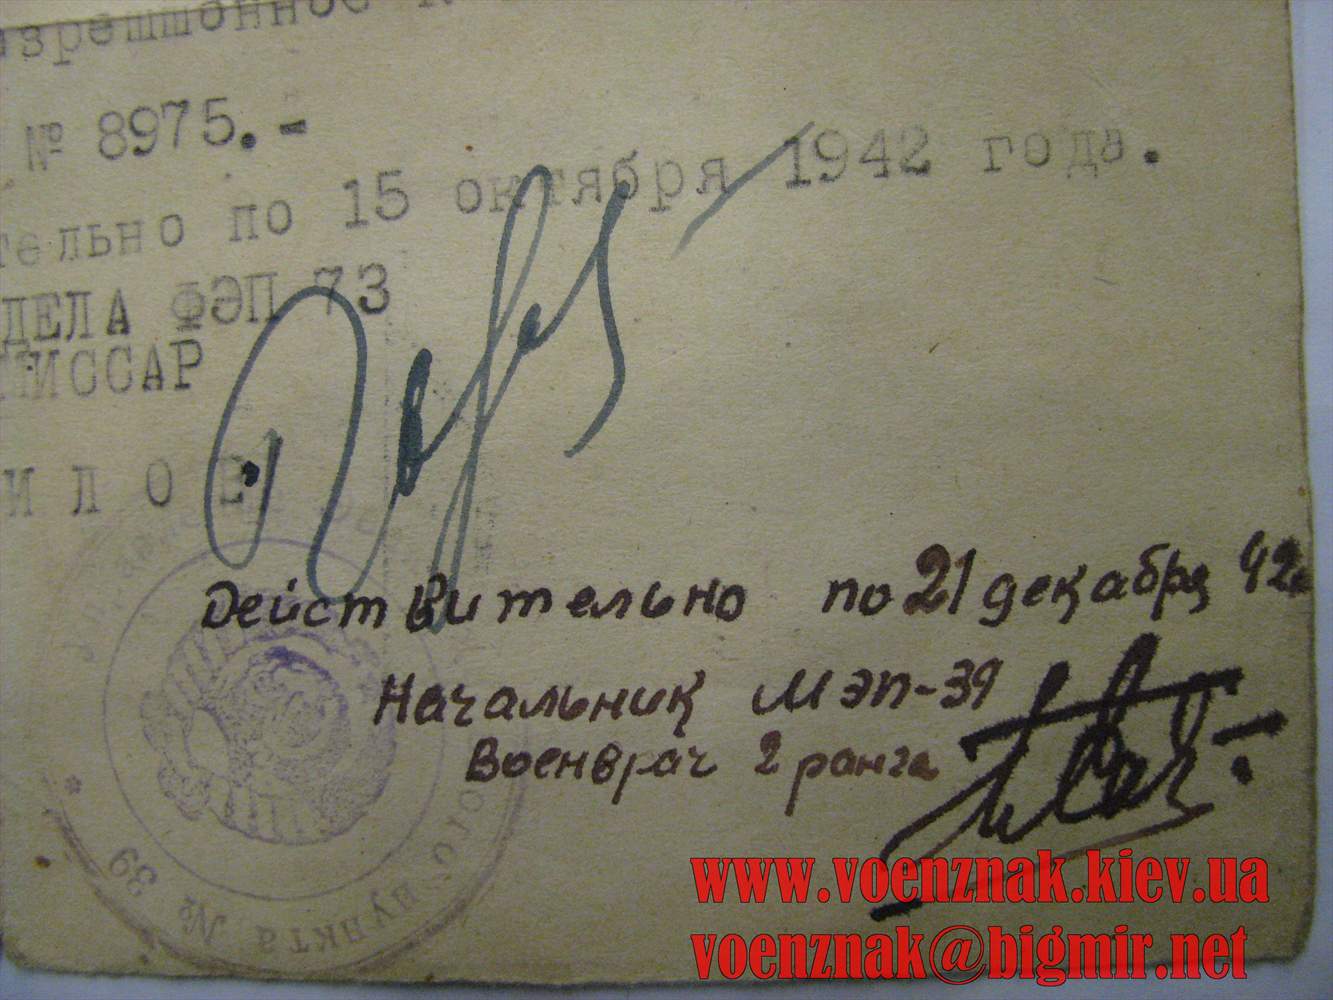 азрешшонное
№ 8975.-
тельно по 15 октября 1942 года.
ДЕЛА ФЭП 73
МИССАР
И Л О В
Действительно по 21 декабря 42г
Начальник МЭП-39
Военврач 2 ранга
пункта № 39
www.voenznak.kiev.ua
voenznak@bigmir.net